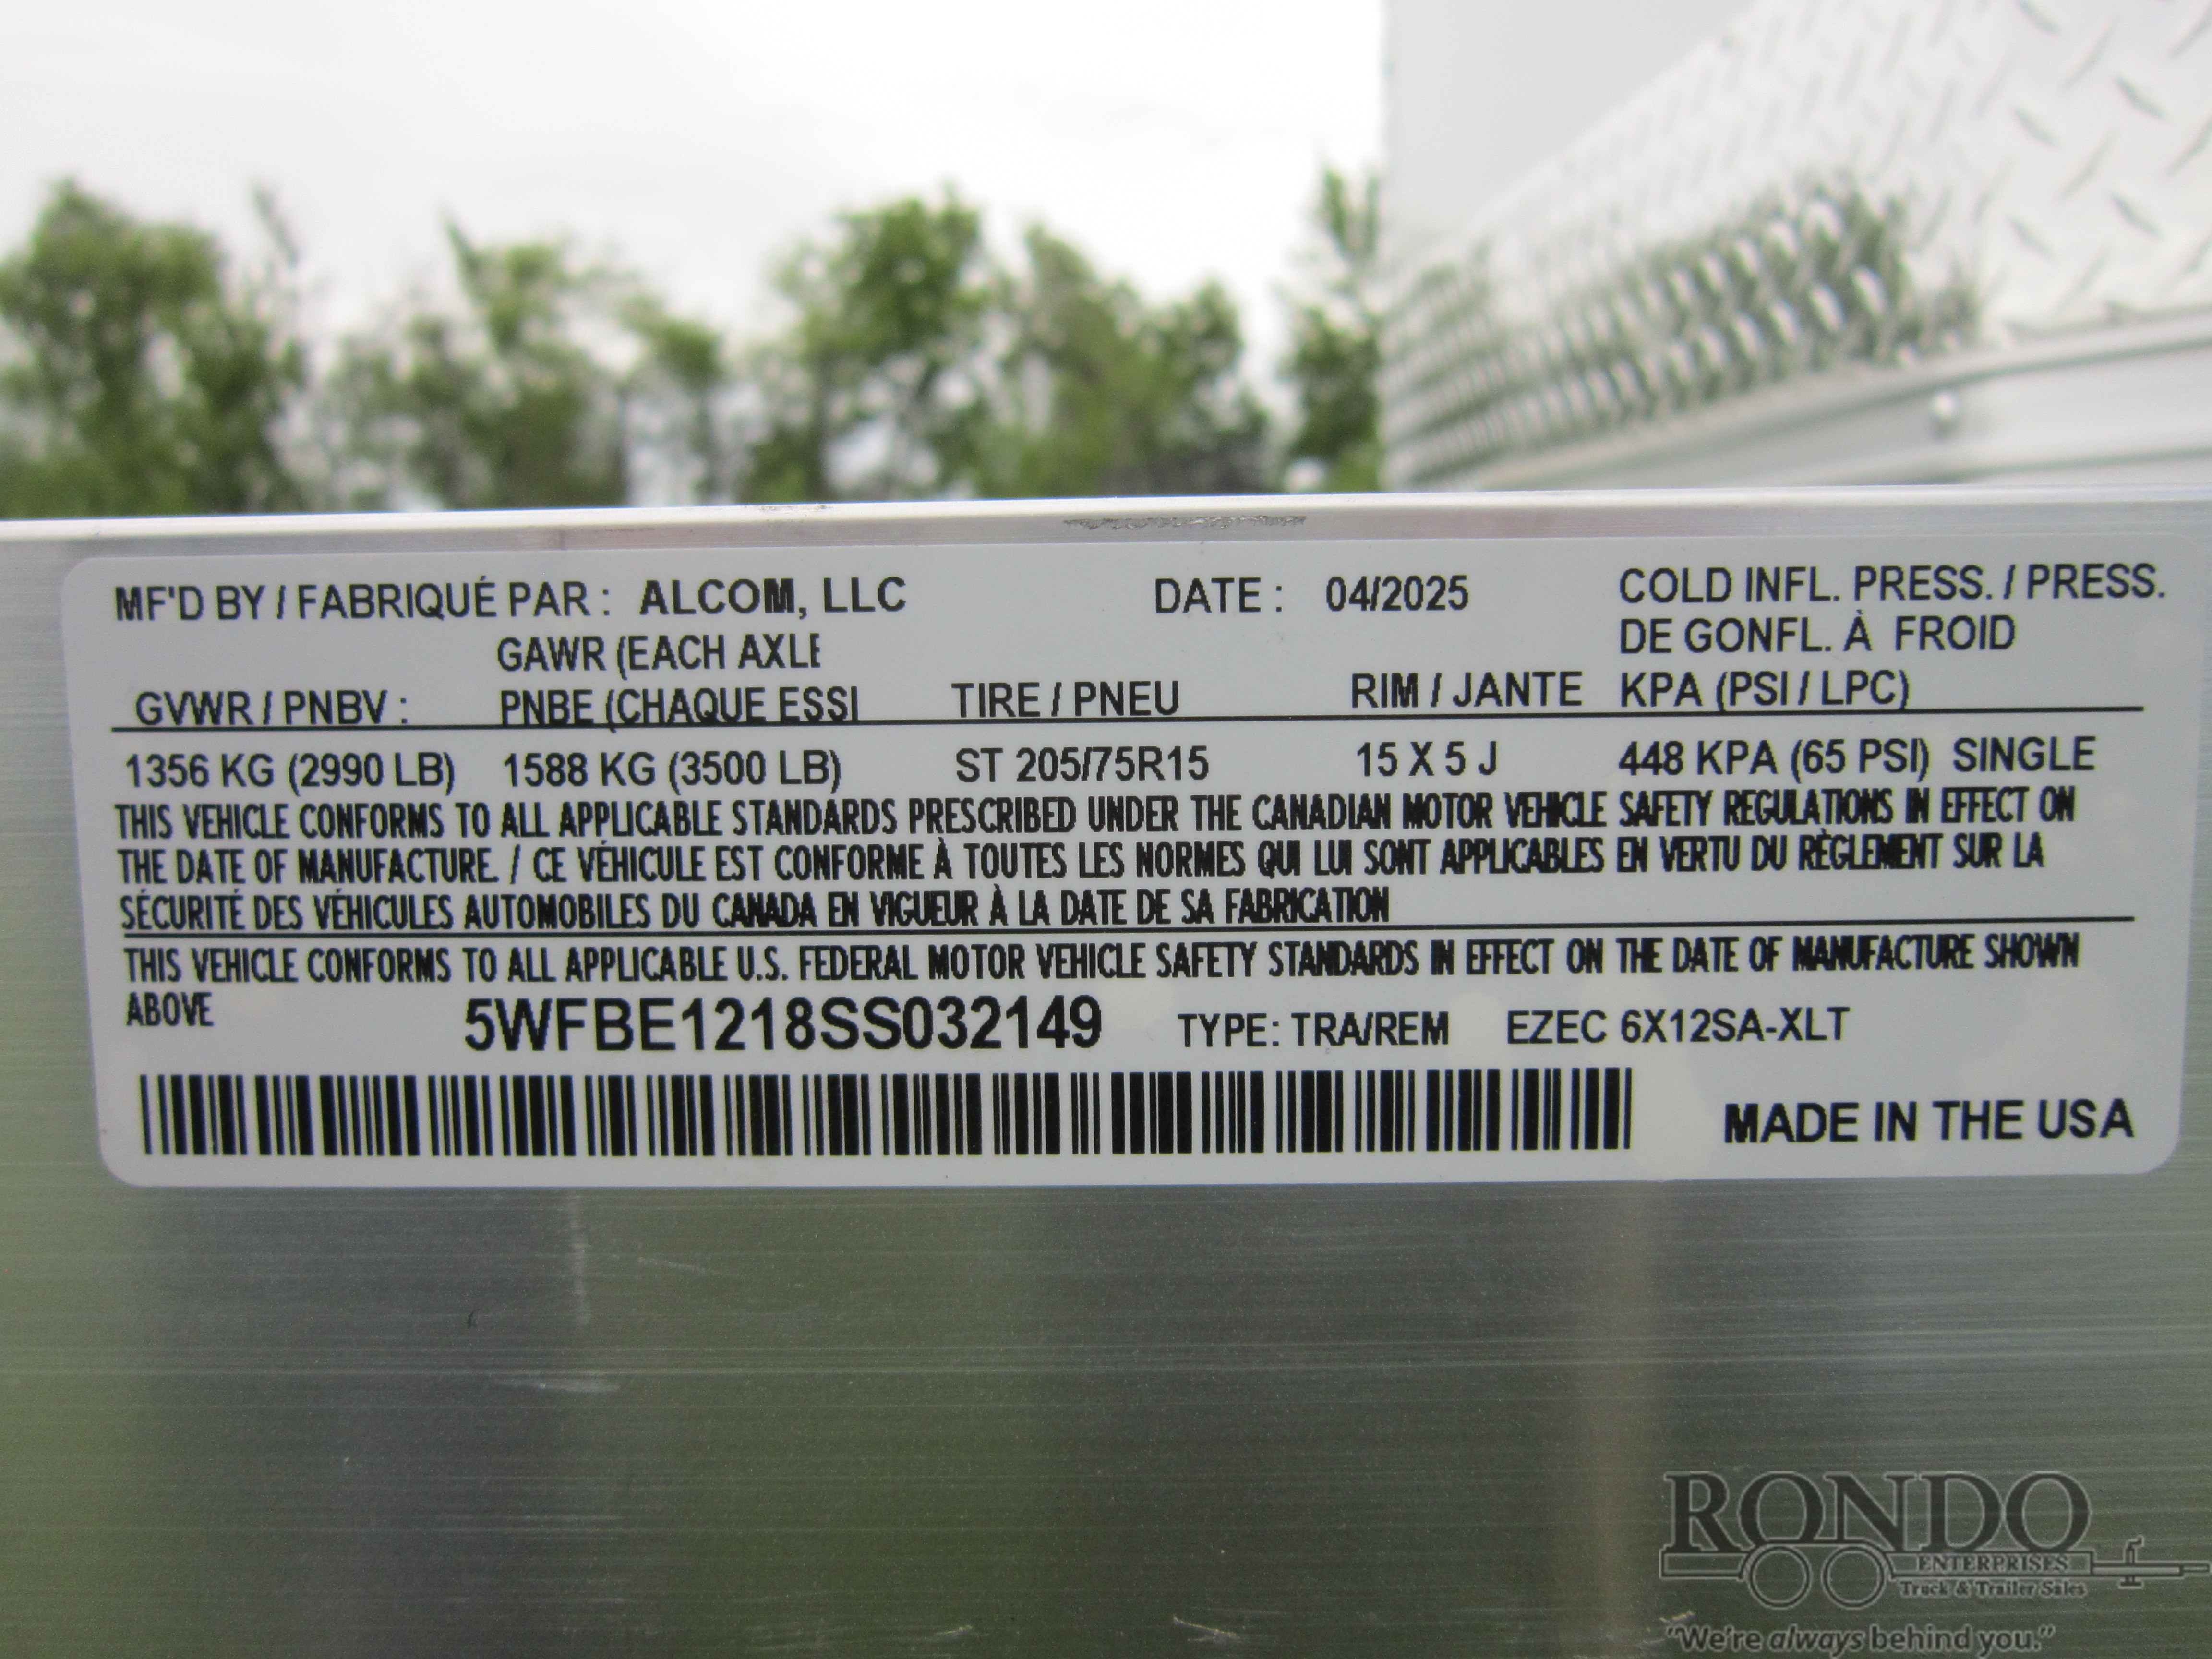 MF'D BY / FABRIQUÉ PAR : ALCOM, LLC DATE : 04/2025 COLD INFL. PRESS. / PRESS.
GAWR (EACH AXLE DE GONFL. À FROID
GVWR / PNBV : PNBE (CHAQUE ESSI TIRE / PNEU RIM / JANTE KPA (PSI / LPC)
1356 KG (2990 LB) 1588 KG (3500 LB) ST 205/75R15 15 X 5 J 448 KPA (65 PSI) SINGLE
THIS VEHICLE CONFORMS TO ALL APPLICABLE STANDARDS PRESCRIBED UNDER THE CANADIAN MOTOR VEHICLE SAFETY REGULATIONS IN EFFECT ON
THE DATE OF MANUFACTURE. / CE VÉHICULE EST CONFORME À TOUTES LES NORMES QUI LUI SONT APPLICABLES EN VERTU DU RÈGLEMENT SUR LA
SÉCURITÉ DES VÉHICULES AUTOMOBILES DU CANADA EN VIGUEUR À LA DATE DE SA FABRICATION
THIS VEHICLE CONFORMS TO ALL APPLICABLE U.S. FEDERAL MOTOR VEHICLE SAFETY STANDARDS IN EFFECT ON THE DATE OF MANUFACTURE SHOWN
ABOVE 5WFBE1218SS032149 TYPE: TRA/REM EZEC 6X12SA-XLT
MADE IN THE USA
RONDO
ENTERPRISES
Truck & Trailer Sales
"We're always behind you."